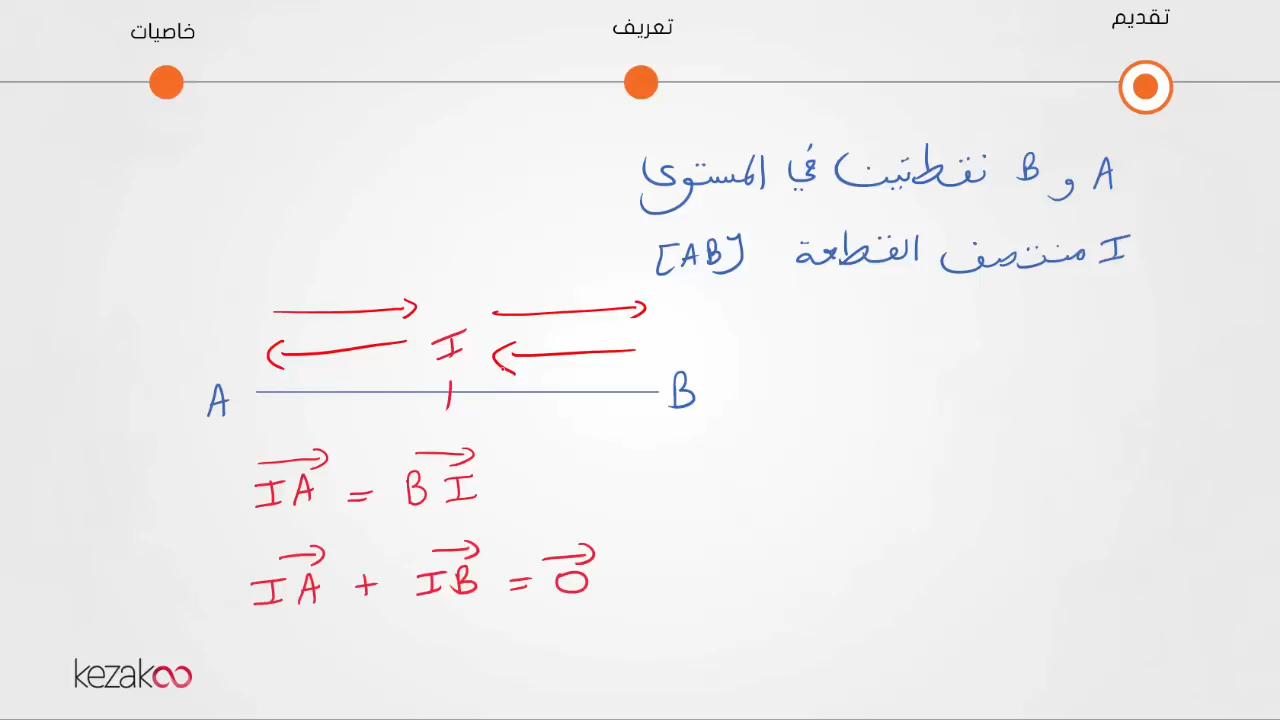 تقديم
تعريف
خاصيات
A و B نقطتين في المستوى
I منتصف القطعة [AB]
I
A B
IA = BI
IA + IB = 0
kezakoo